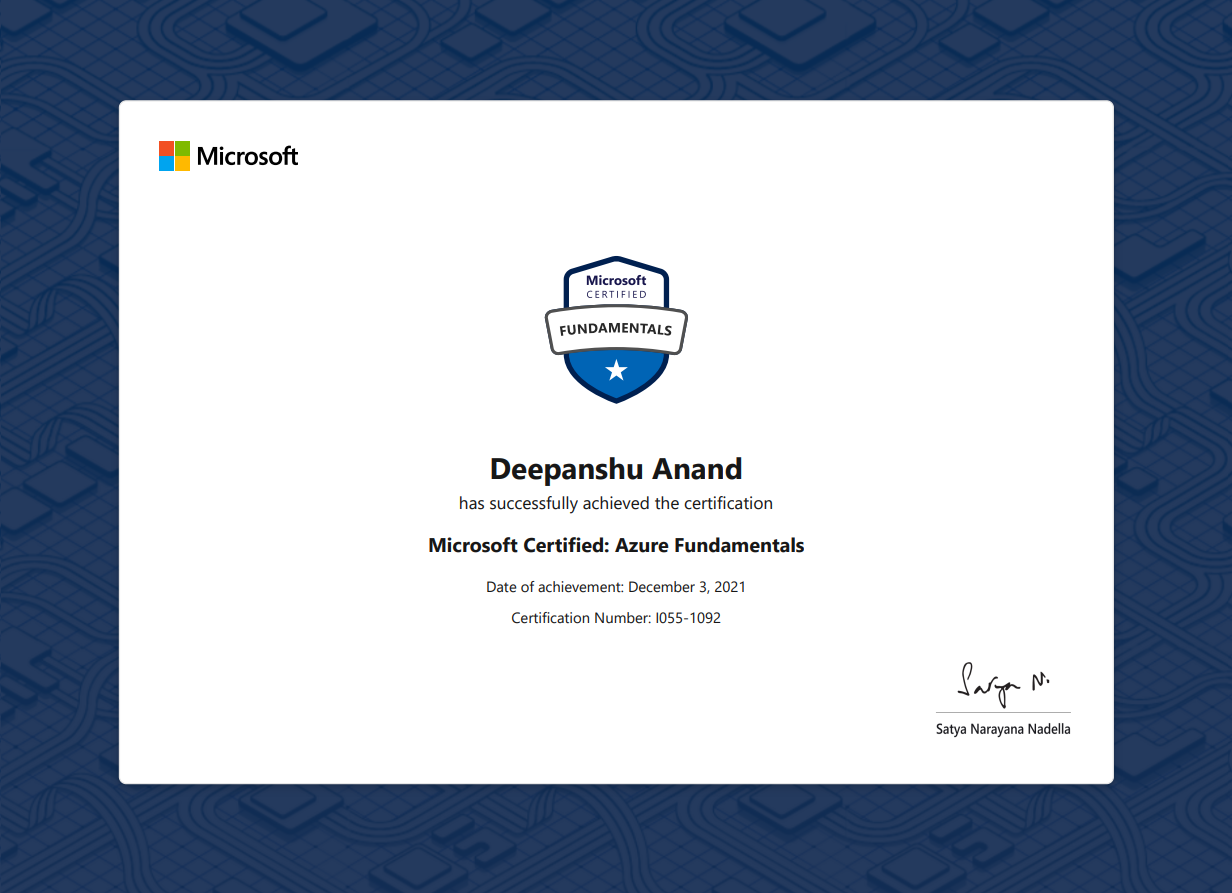 Microsoft
Microsoft
CERTIFIED
FUNDAMENTALS
Deepanshu Anand
has successfully achieved the certification
Microsoft Certified: Azure Fundamentals
Date of achievement: December 3, 2021
Certification Number: I055-1092
Satya N.
Satya Narayana Nadella